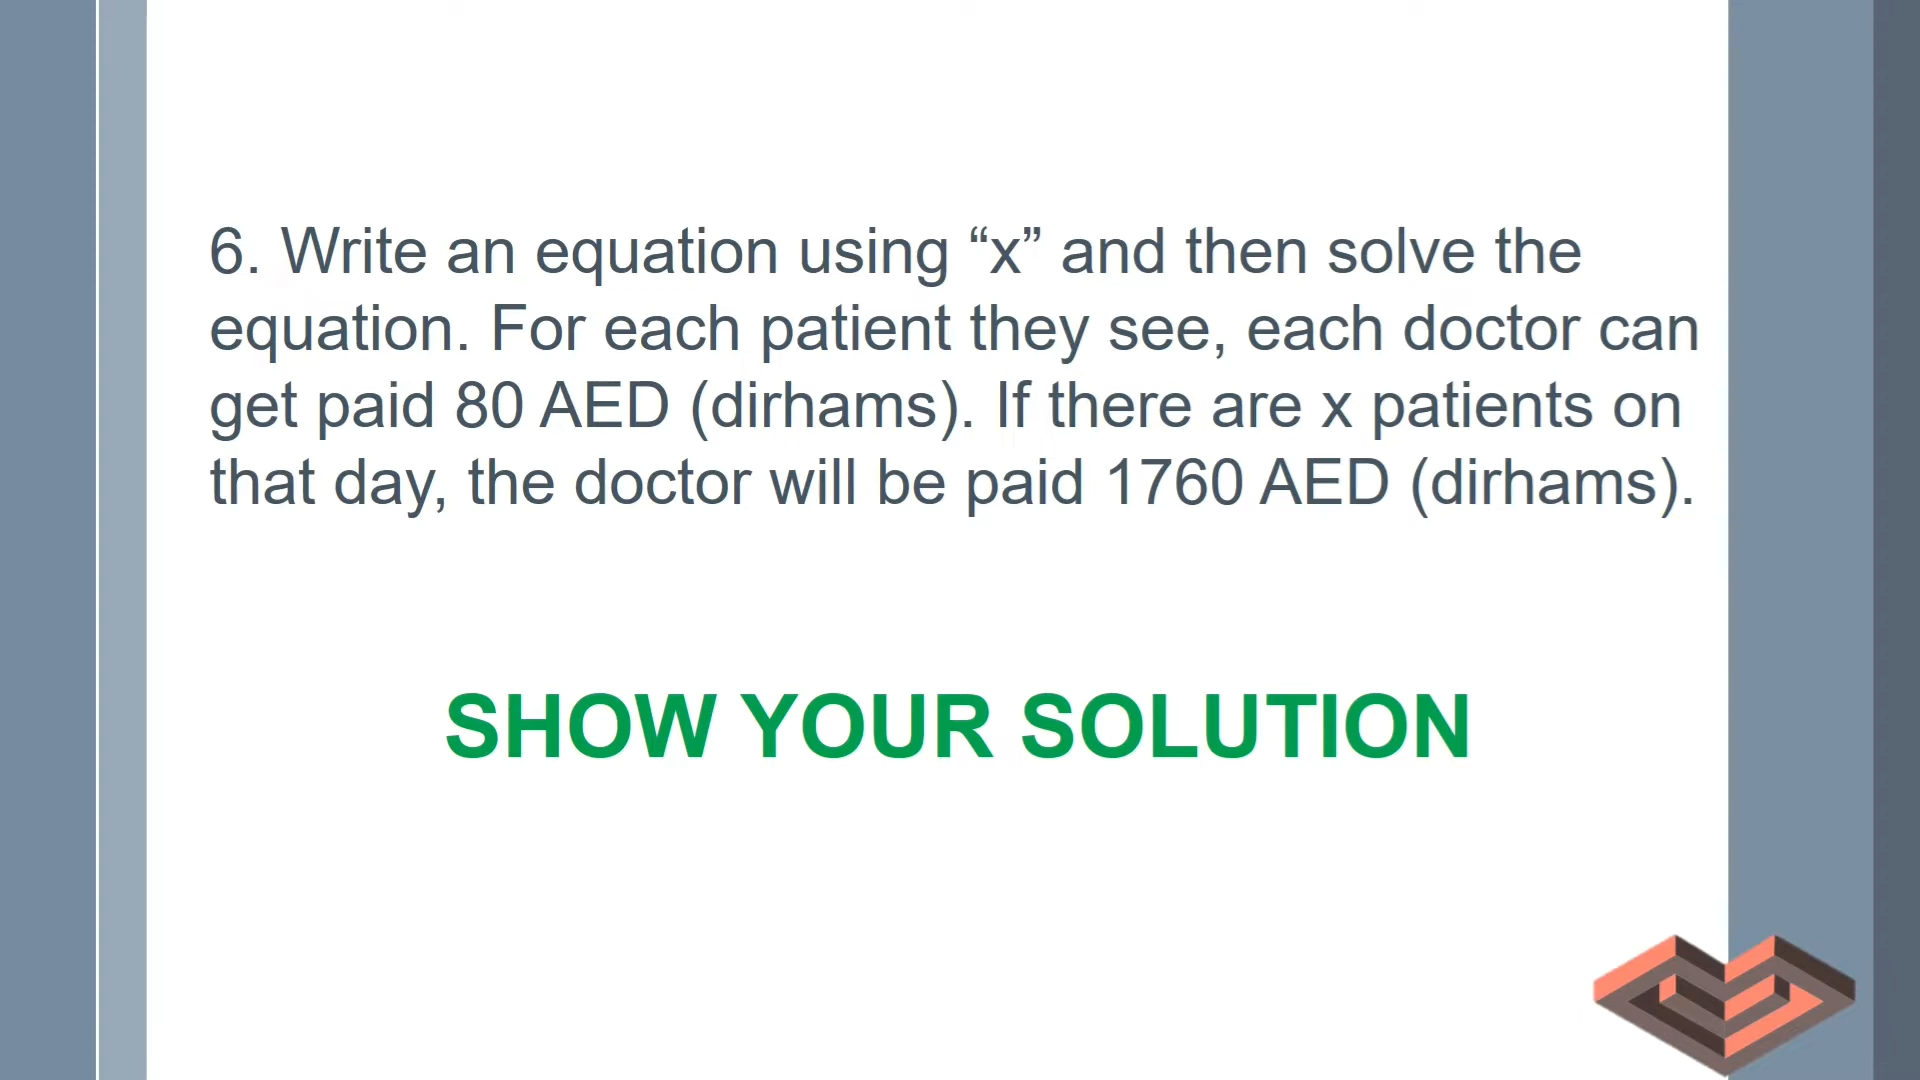 6. Write an equation using “x” and then solve the
equation. For each patient they see, each doctor can
get paid 80 AED (dirhams). If there are x patients on
that day, the doctor will be paid 1760 AED (dirhams).
SHOW YOUR SOLUTION